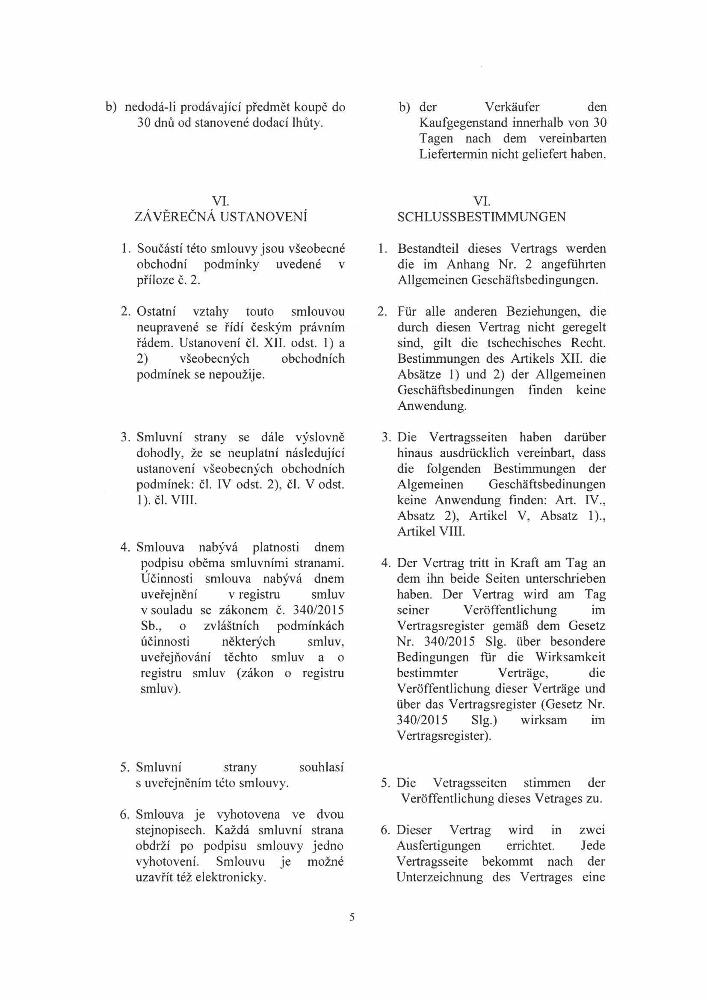 b) nedodá-li prodávající předmět koupě do
30 dnů od stanovené dodací lhůty.
VI.
ZÁVĚREČNÁ USTANOVENÍ
1. Součástí této smlouvy jsou všeobecné
obchodní podmínky uvedené v
příloze č. 2.
2. Ostatní vztahy touto smlouvou
neupravené se řídí českým právním
řádem. Ustanovení čl. XII. odst. 1) a
2) všeobecných obchodních
podmínek se nepoužije.
3. Smluvní strany se dále výslovně
dohodly, že se neuplatní následující
ustanovení všeobecných obchodních
podmínek: čl. IV odst. 2), čl. V odst.
1). čl. VIII.
4. Smlouva nabývá platnosti dnem
podpisu oběma smluvními stranami.
Účinnosti smlouva nabývá dnem
uveřejnění v registru smluv
v souladu se zákonem č. 340/2015
Sb., o zvláštních podmínkách
účinnosti některých smluv,
uveřejňování těchto smluv a o
registru smluv (zákon o registru
smluv).
5. Smluvní strany souhlasí
s uveřejněním této smlouvy.
6. Smlouva je vyhotovena ve dvou
stejnopisech. Každá smluvní strana
obdrží po podpisu smlouvy jedno
vyhotovení. Smlouvu je možné
uzavřít též elektronicky.
b) der Verkäufer den
Kaufgegenstand innerhalb von 30
Tagen nach dem vereinbarten
Liefertermin nicht geliefert haben.
VI.
SCHLUSSBESTIMMUNGEN
1. Bestandteil dieses Vertrags werden
die im Anhang Nr. 2 angeführten
Allgemeinen Geschäftsbedingungen.
2. Für alle anderen Beziehungen, die
durch diesen Vertrag nicht geregelt
sind, gilt die tschechisches Recht.
Bestimmungen des Artikels XII. die
Absätze 1) und 2) der Allgemeinen
Geschäftsbedinungen finden keine
Anwendung.
3. Die Vertragsseiten haben darüber
hinaus ausdrücklich vereinbart, dass
die folgenden Bestimmungen der
Algemeinen Geschäftsbedinungen
keine Anwendung finden: Art. IV.,
Absatz 2), Artikel V, Absatz 1).,
Artikel VIII.
4. Der Vertrag tritt in Kraft am Tag an
dem ihn beide Seiten unterschrieben
haben. Der Vertrag wird am Tag
seiner Veröffentlichung im
Vertragsregister gemäß dem Gesetz
Nr. 340/2015 Slg. über besondere
Bedingungen für die Wirksamkeit
bestimmter Verträge, die
Veröffentlichung dieser Verträge und
über das Vertragsregister (Gesetz Nr.
340/2015 Slg.) wirksam im
Vertragsregister).
5. Die Vetragsseiten stimmen der
Veröffentlichung dieses Vetrages zu.
6. Dieser Vertrag wird in zwei
Ausfertigungen errichtet. Jede
Vertragsseite bekommt nach der
Unterzeichnung des Vertrages eine
5